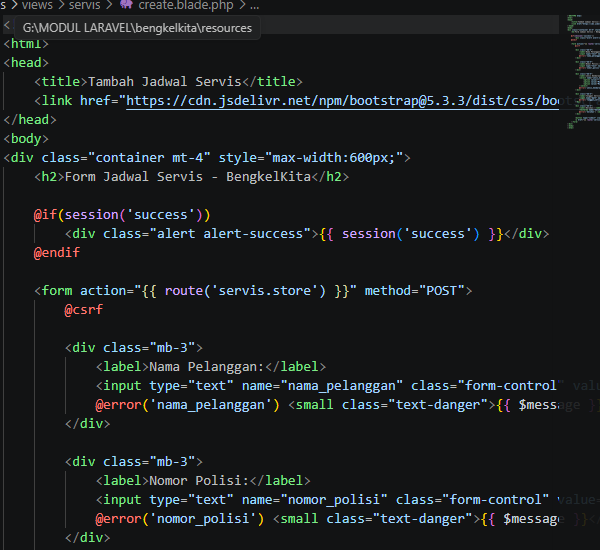 s > views > servis > create.blade.php > ...
< G:\MODUL LARAVEL\bengkelkita\resources
<html>
<head>
<title>Tambah Jadwal Servis</title>
<link href="https://cdn.jsdelivr.net/npm/bootstrap@5.3.3/dist/css/boot
</head>
<body>
<div class="container mt-4" style="max-width:600px;">
<h2>Form Jadwal Servis - BengkelKita</h2>
@if(session('success'))
<div class="alert alert-success">{{ session('success') }}</div>
@endif
<form action="{{ route('servis.store') }}" method="POST">
@csrf
<div class="mb-3">
<label>Nama Pelanggan:</label>
<input type="text" name="nama_pelanggan" class="form-control" valu
@error('nama_pelanggan') <small class="text-danger">{{ $message }}
</div>
<div class="mb-3">
<label>Nomor Polisi:</label>
<input type="text" name="nomor_polisi" class="form-control" value=
@error('nomor_polisi') <small class="text-danger">{{ $message }}<
</div>